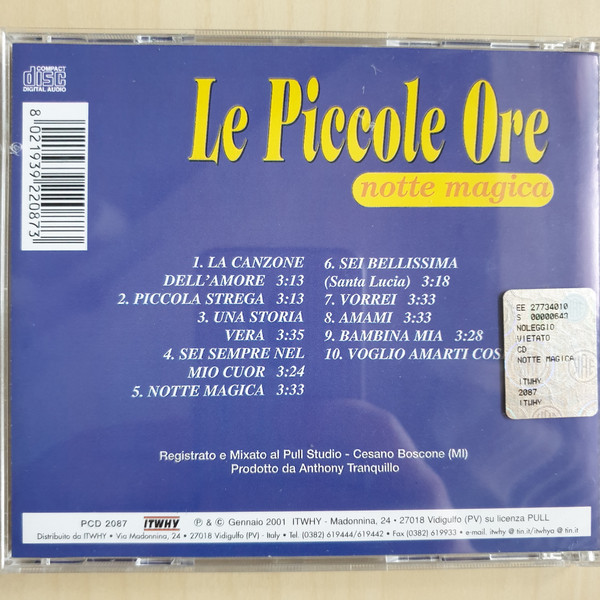 COMPACT
disc
DIGITAL AUDIO
8 021939 220873
Le Piccole Ore
notte magica
1. LA CANZONE
DELL'AMORE 3:13
2. PICCOLA STREGA 3:13
3. UNA STORIA
VERA 3:35
4. SEI SEMPRE NEL
MIO CUOR 3:24
5. NOTTE MAGICA 3:33
6. SEI BELLISSIMA
(Santa Lucia) 3:18
7. VORREI 3:33
8. AMAMI 3:33
9. BAMBINA MIA 3:28
10. VOGLIO AMARTI COS
EE 27734010
S 00000643
NOLEGGIO
VIETATO
CD
NOTTE MAGICA
ITWHY
2087
ITWHY
Registrato e Mixato al Pull Studio - Cesano Boscone (MI)
Prodotto da Anthony Tranquillo
PCD 2087 ITWHY ℗ & © Gennaio 2001 ITWHY - Madonnina, 24 • 27018 Vidigulfo (PV) su licenza PULL
Distribuito da ITWHY • Via Madonnina, 24 • 27018 Vidigulfo (PV) - Italy • Tel. (0382) 619444/619442 • Fax (0382) 619933 • e-mail. itwhy @ tin.it/itwhya @ tin.it